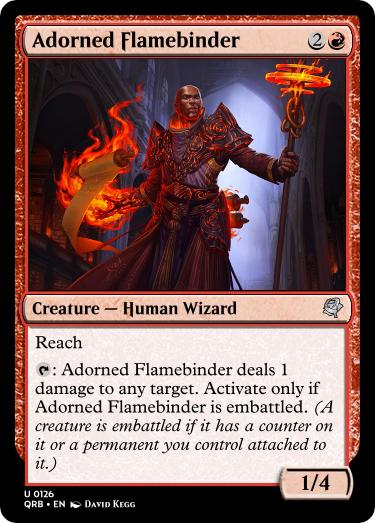 Adorned Flamebinder 2
Creature — Human Wizard
Reach
: Adorned Flamebinder deals 1
damage to any target. Activate only if
Adorned Flamebinder is embattled. (A
creature is embattled if it has a counter on
it or a permanent you control attached to
it.)
1/4
U 0126
QRB • EN David Kegg